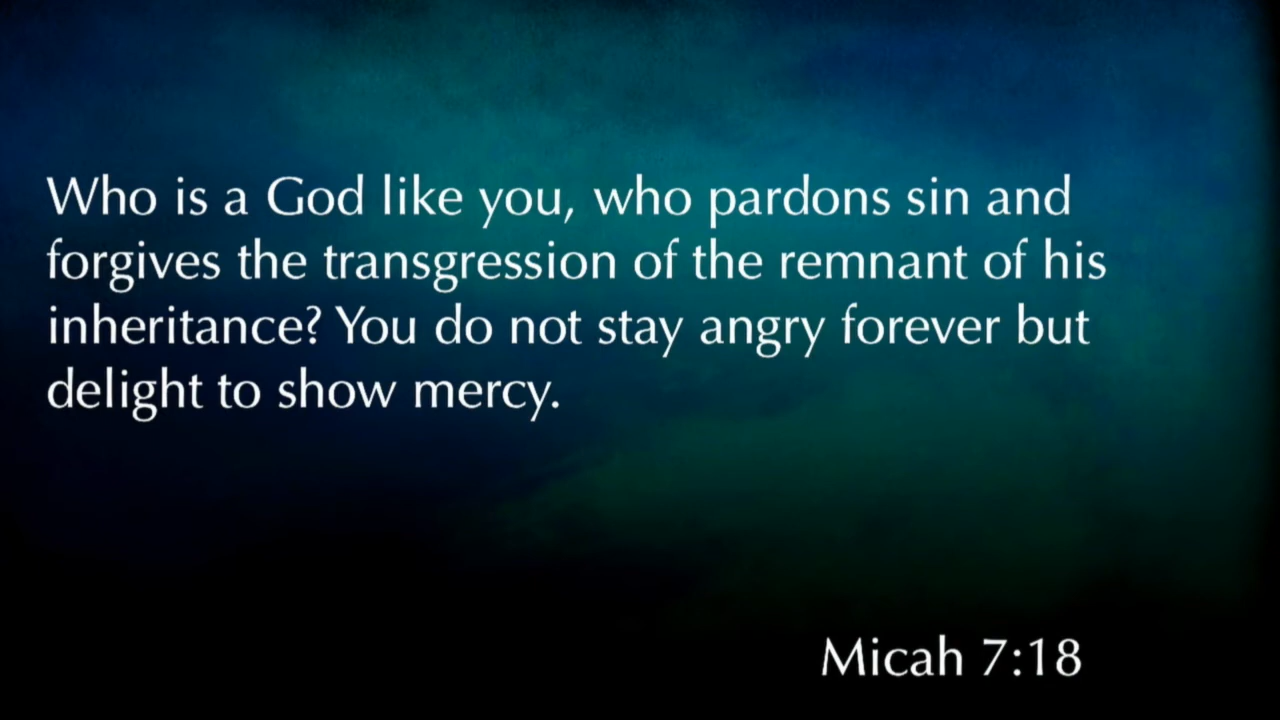 Who is a God like you, who pardons sin and
forgives the transgression of the remnant of his
inheritance? You do not stay angry forever but
delight to show mercy.
Micah 7:18